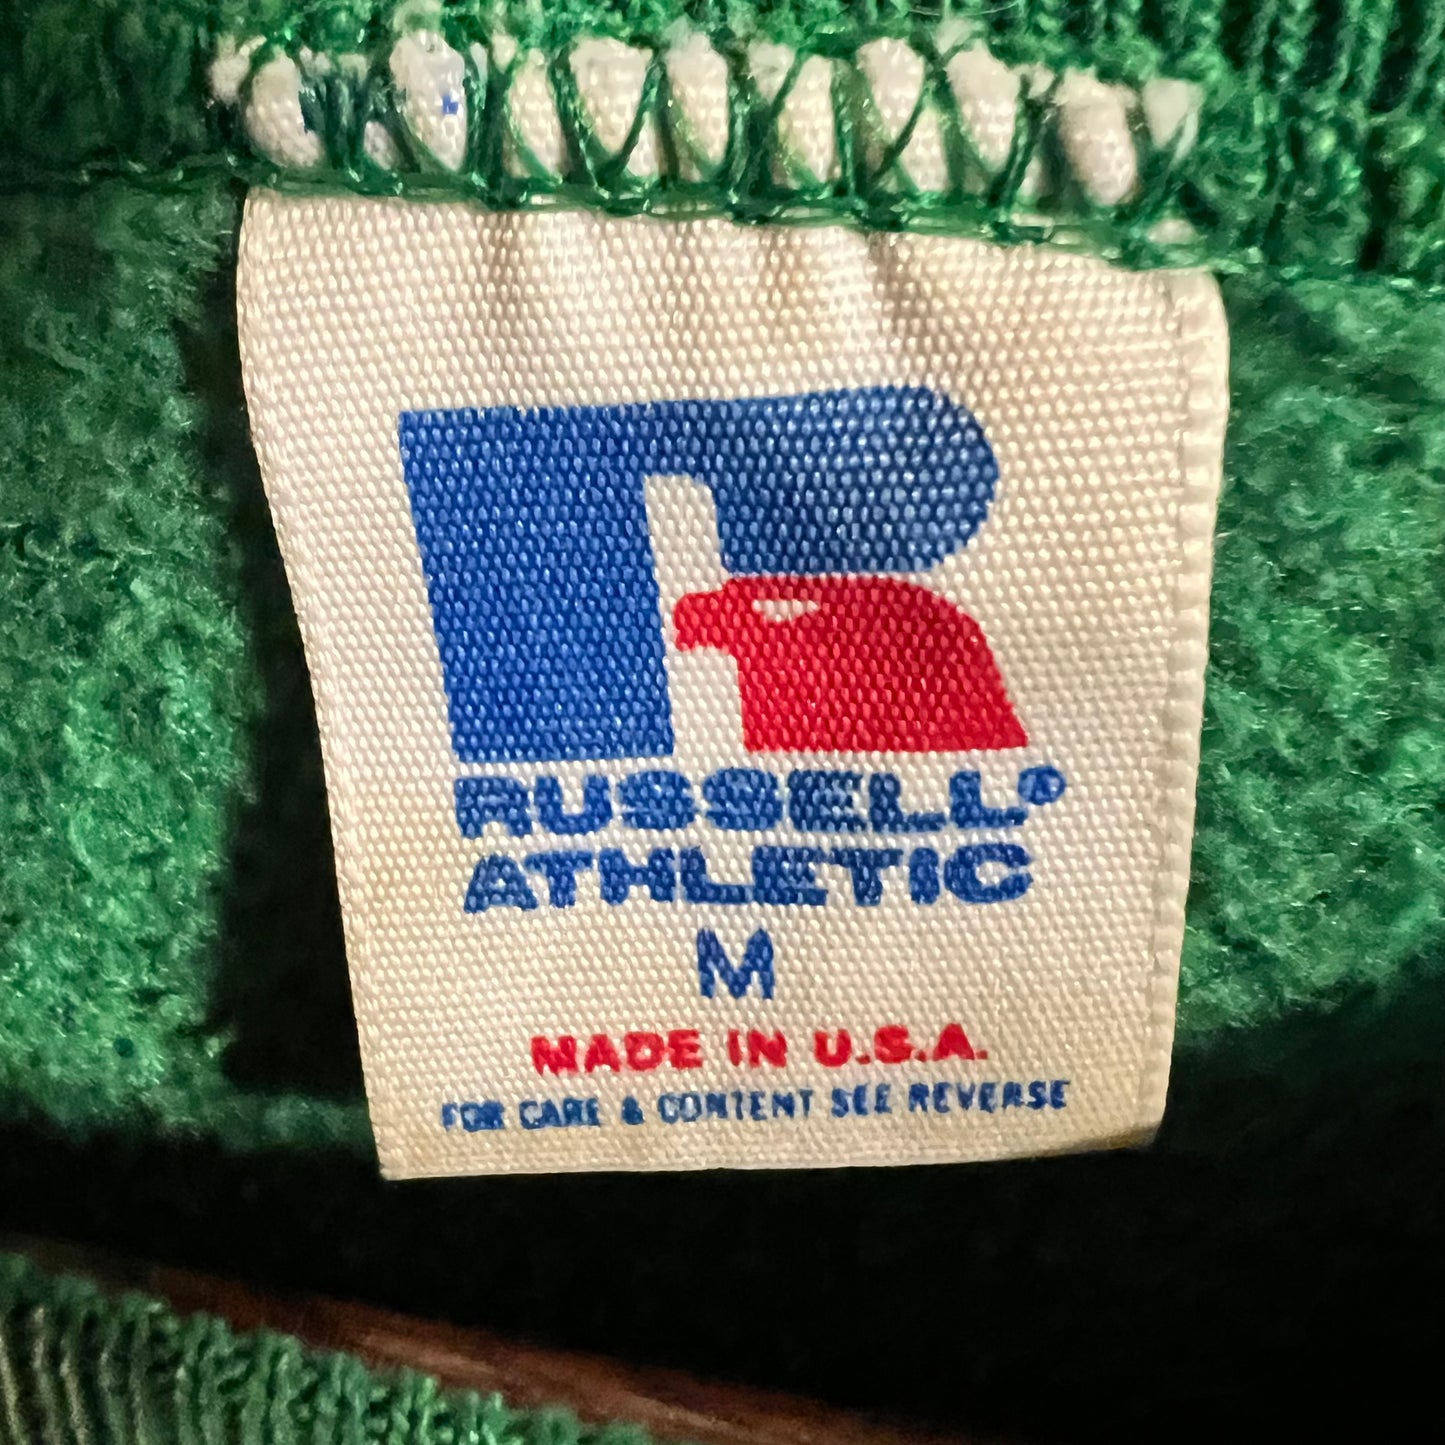 RUSSELL®
ATHLETIC
M
MADE IN U.S.A.
FOR CARE & CONTENT SEE REVERSE